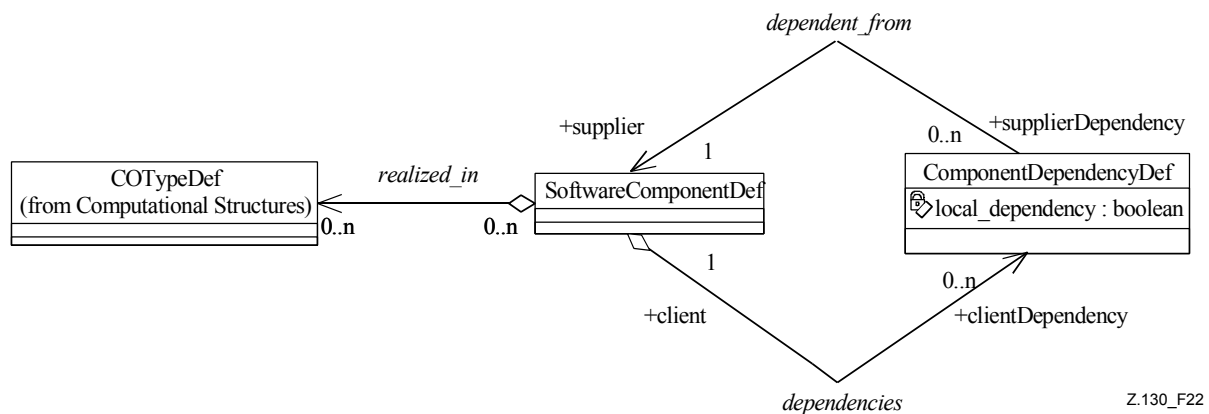 dependent_from
+supplier
+supplierDependency
1
0..n
COTypeDef
(from Computational Structures)
realized_in
0..n
0..n
SoftwareComponentDef
ComponentDependencyDef
local_dependency : boolean
1
0..n
+client
+clientDependency
dependencies
Z.130_F22